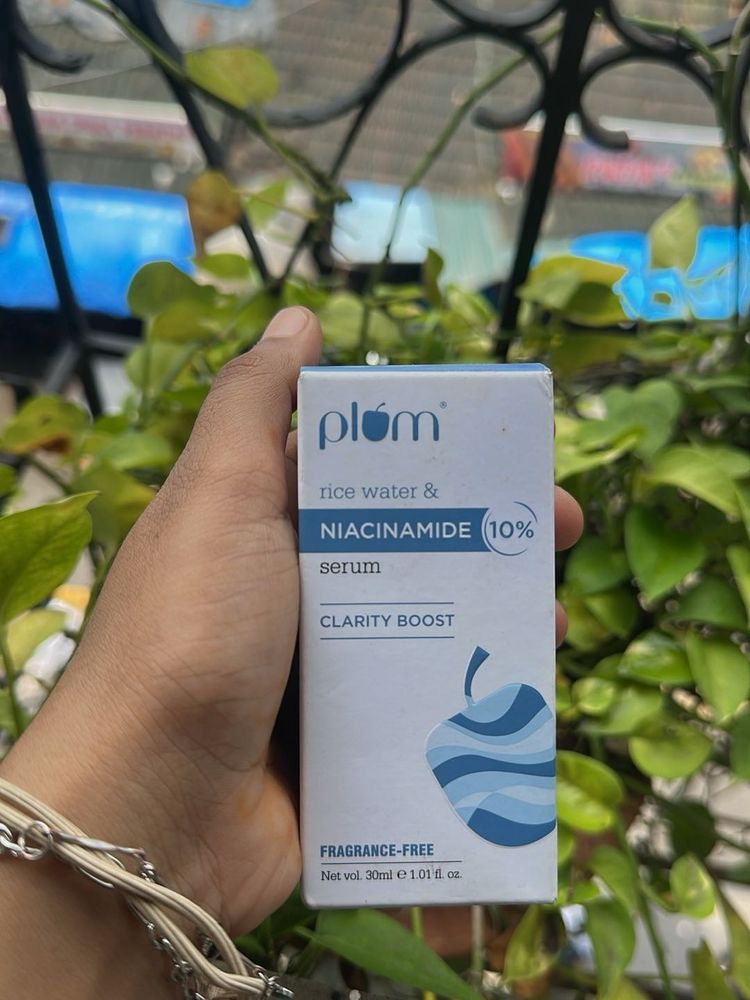 plum®
rice water &
NIACINAMIDE 10%
serum
CLARITY BOOST
FRAGRANCE-FREE
Net vol. 30ml ℮ 1.01 fl. oz.